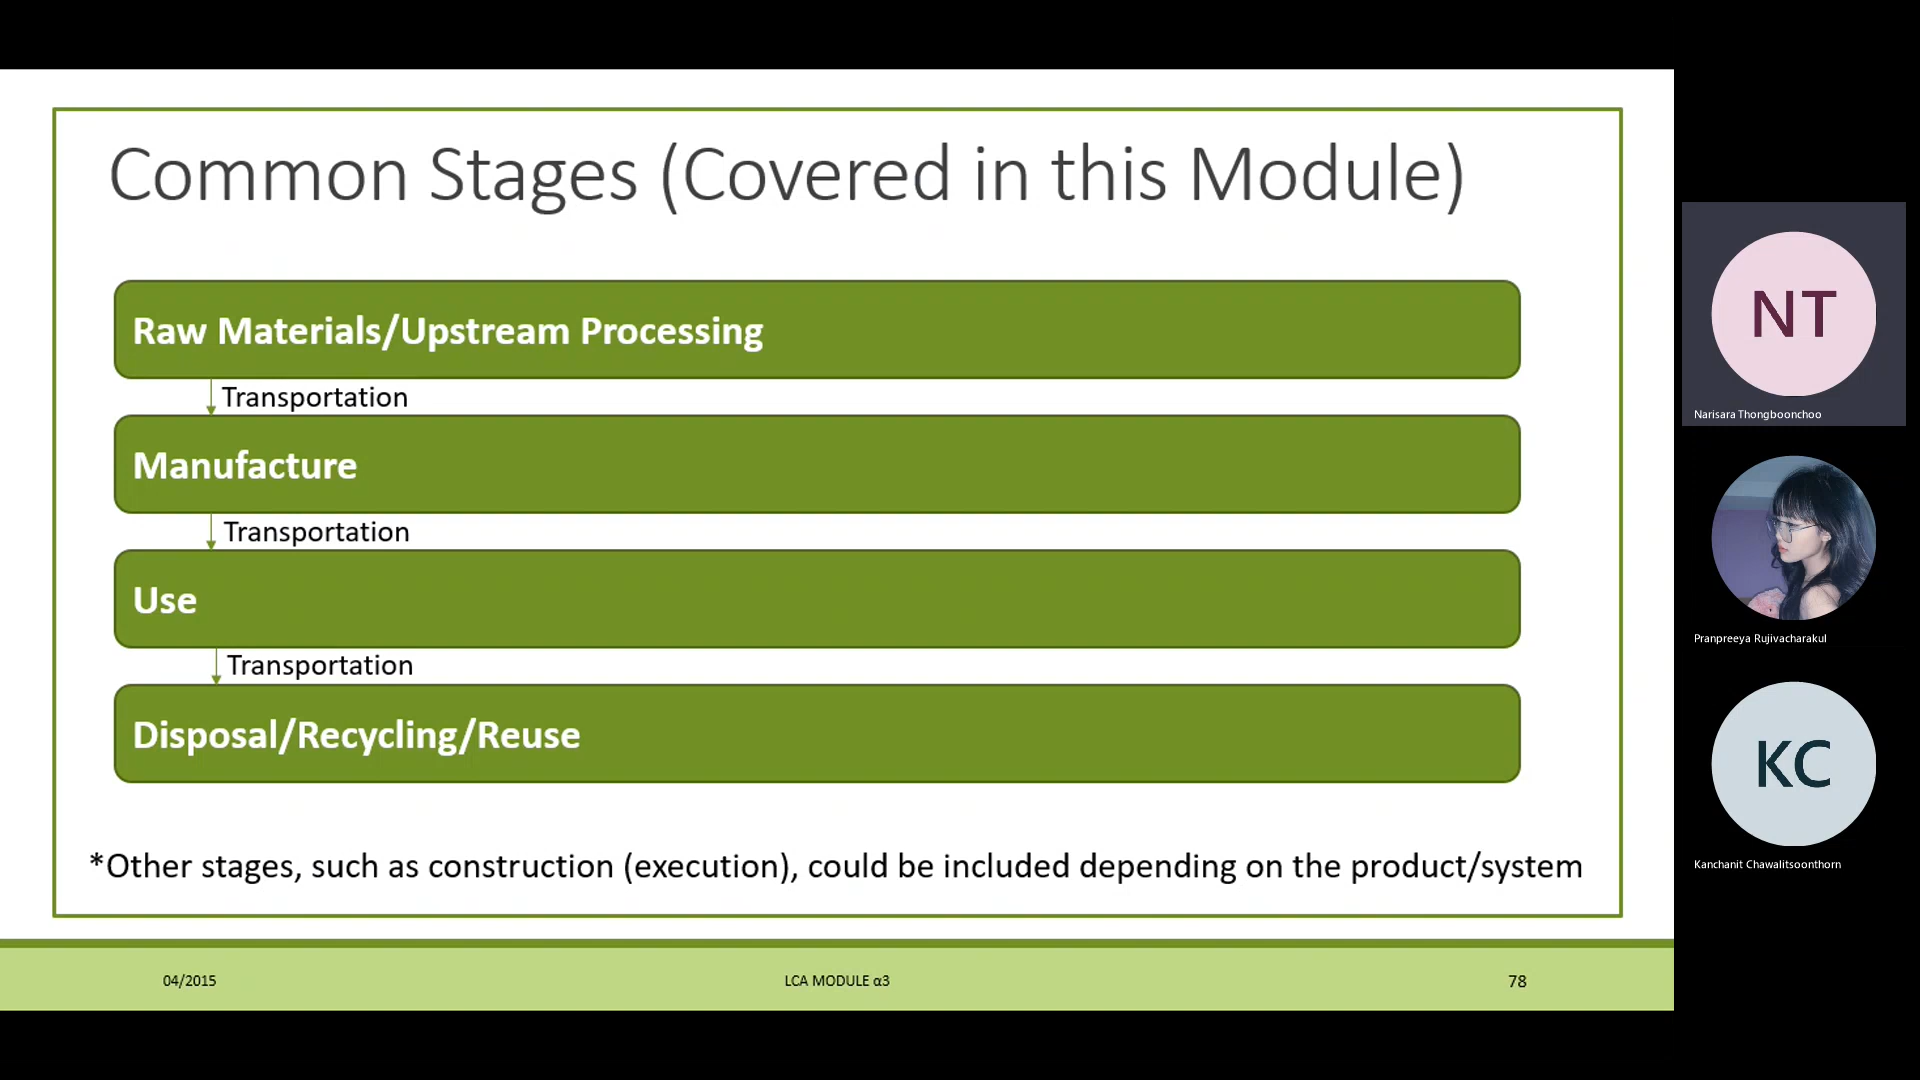 Common Stages (Covered in this Module)
Raw Materials/Upstream Processing
Transportation
Manufacture
Transportation
Use
Transportation
Disposal/Recycling/Reuse
*Other stages, such as construction (execution), could be included depending on the product/system
04/2015
LCA MODULE α3
78
NT
Narisara Thongboonchoo
Pranpreeya Rujivacharakul
KC
Kanchanit Chawalitsoonthorn